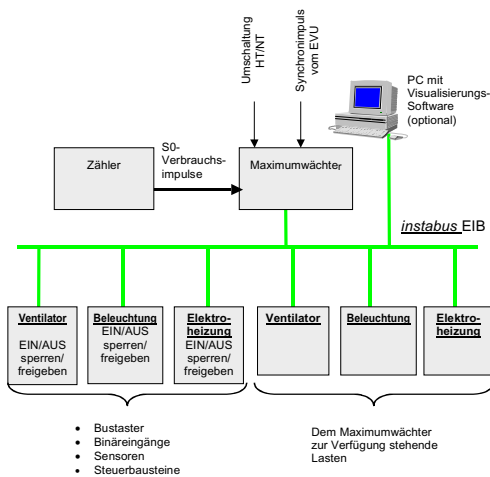 Umschaltung
HT/NT
Synchronimpuls
vom EVU
PC mit
Visualisierungs-
Software
(optional)
Zähler
S0-
Verbrauchs-
impulse
Maximumwächter
instabus EIB
Ventilator
EIN/AUS
sperren/
freigeben
Beleuchtung
EIN/AUS
sperren/
freigeben
Elektro-
heizung
EIN/AUS
sperren/
freigeben
Ventilator
Beleuchtung
Elektro-
heizung
• Bustaster
• Binäreingänge
• Sensoren
• Steuerbausteine
Dem Maximumwächter
zur Verfügung stehende
Lasten